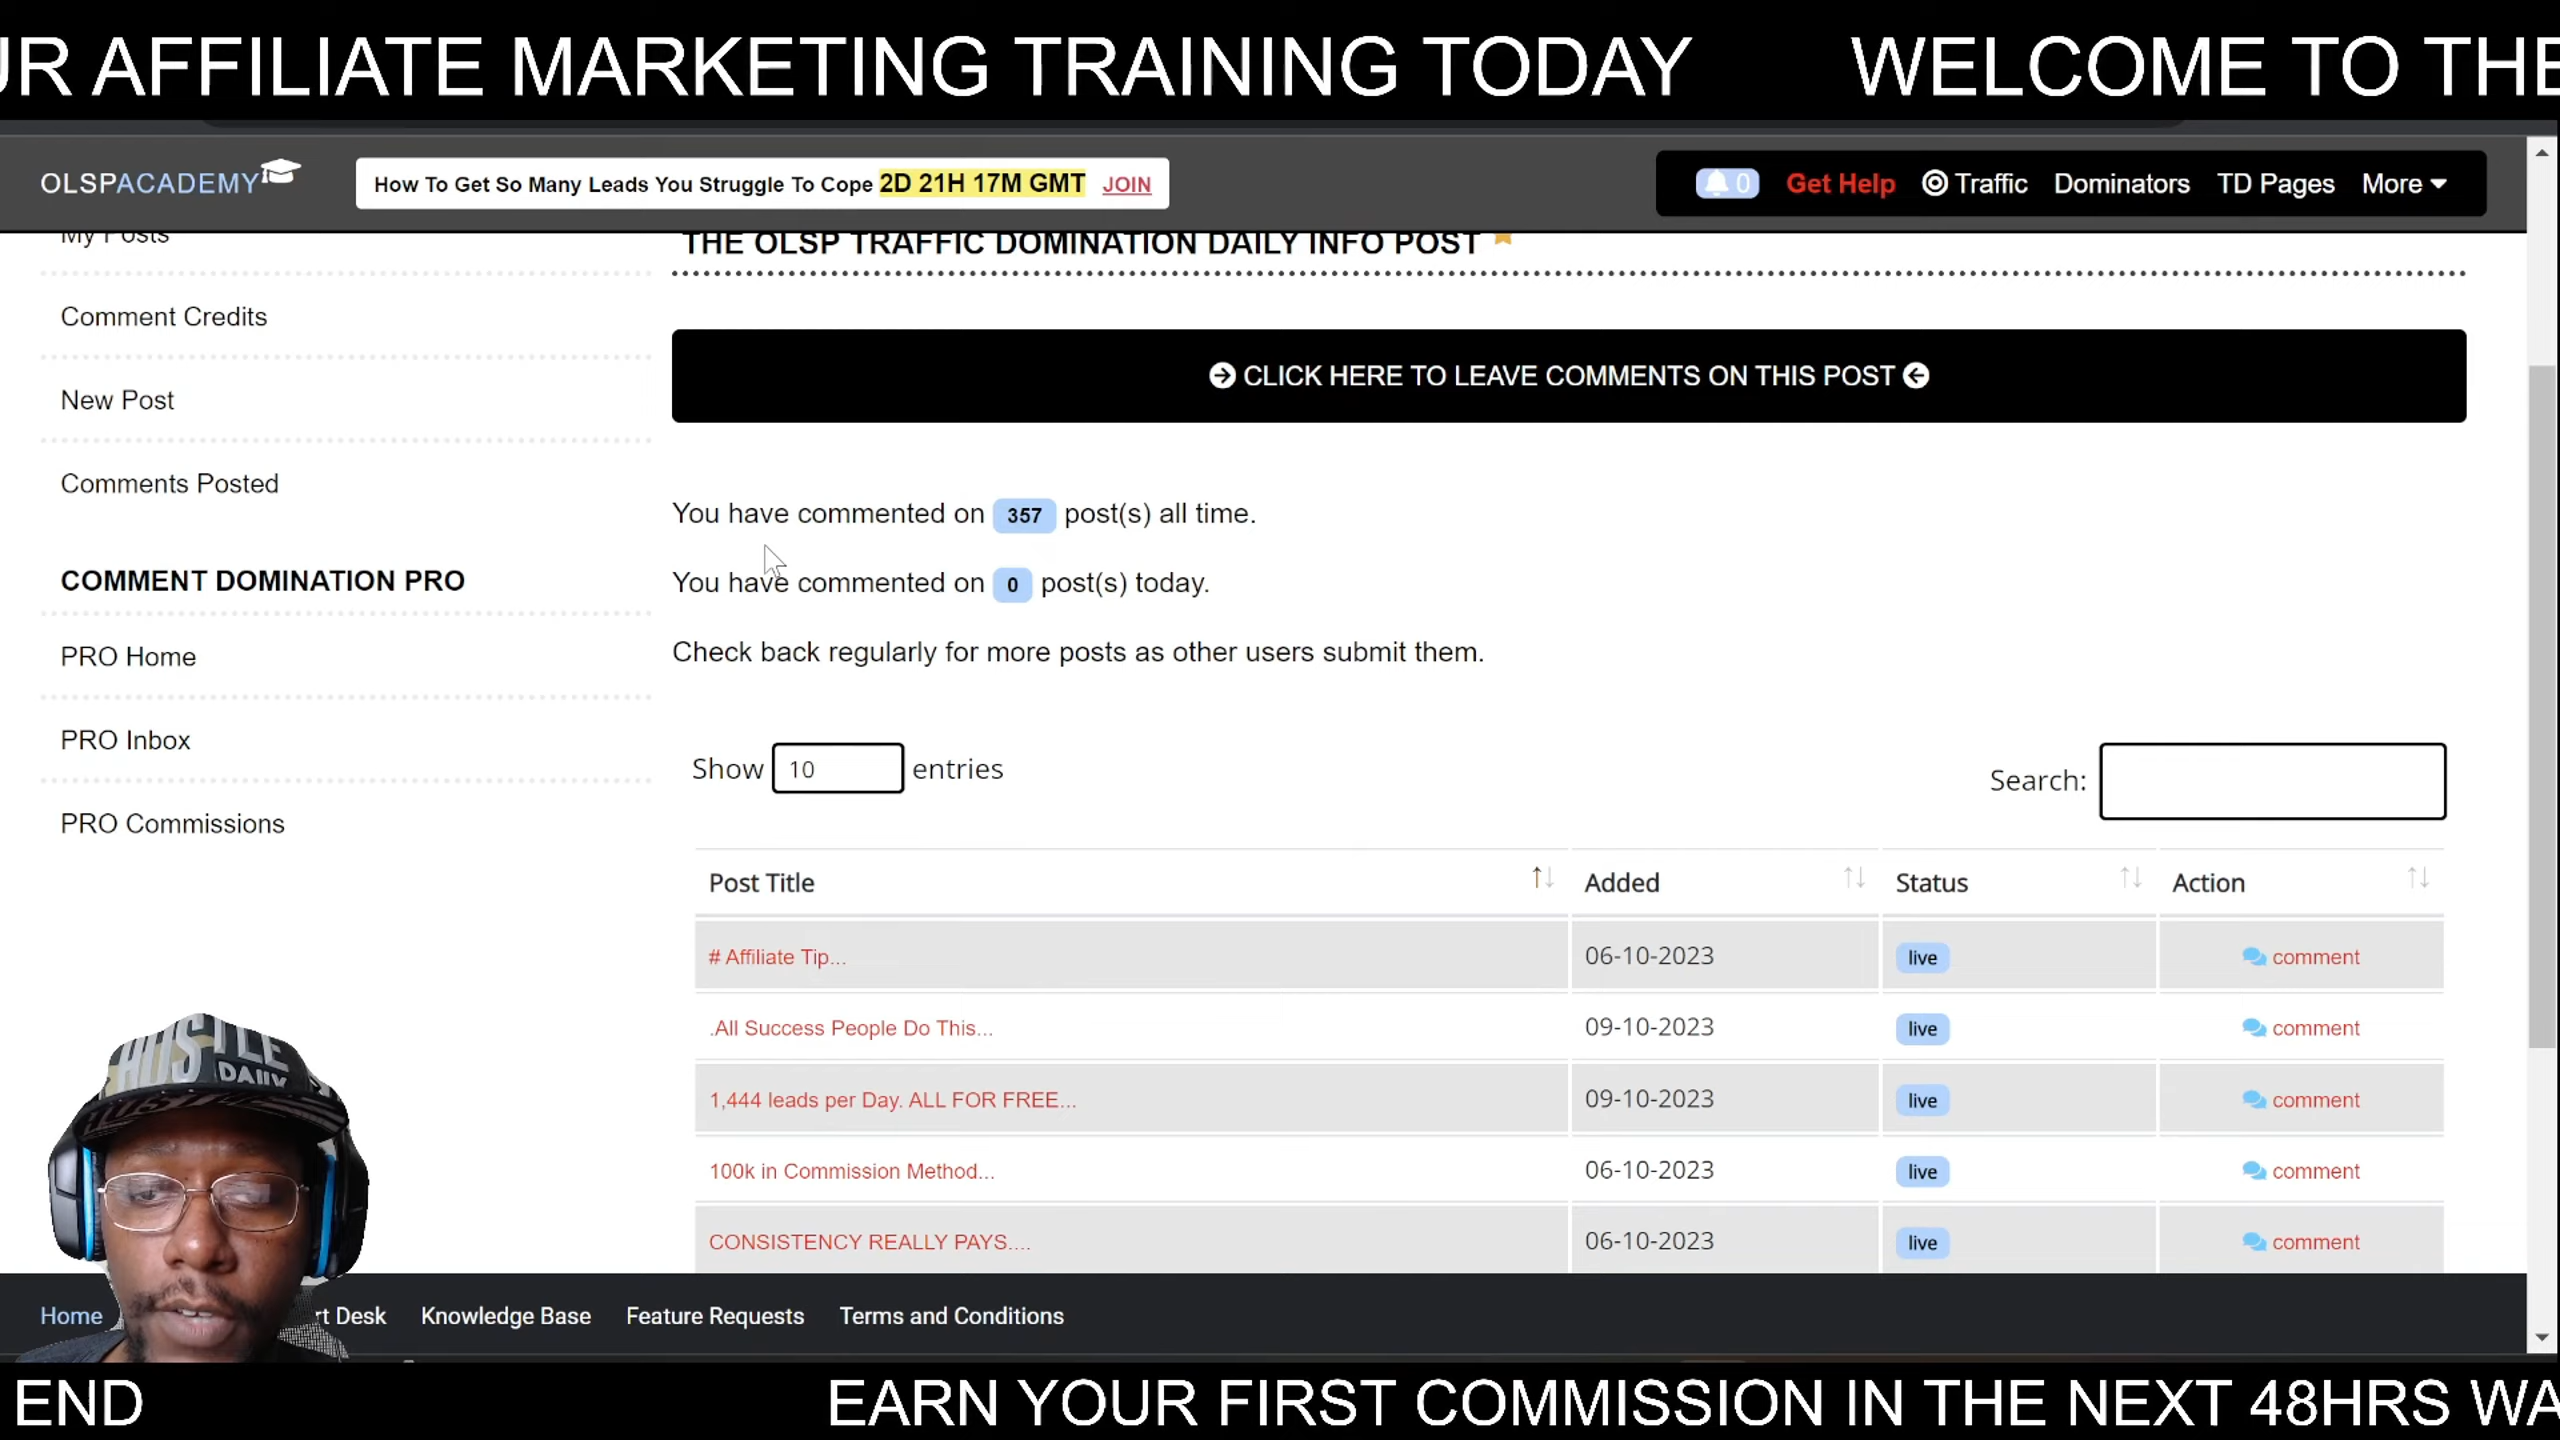 UR AFFILIATE MARKETING TRAINING TODAY WELCOME TO THE
OLSPACADEMY How To Get So Many Leads You Struggle To Cope 2D 21H 17M GMT JOIN 0 Get Help Traffic Dominators TD Pages More
My Posts
Comment Credits
New Post
Comments Posted
COMMENT DOMINATION PRO
PRO Home
PRO Inbox
PRO Commissions
THE OLSP TRAFFIC DOMINATION DAILY INFO POST
CLICK HERE TO LEAVE COMMENTS ON THIS POST
You have commented on 357 post(s) all time.
You have commented on 0 post(s) today.
Check back regularly for more posts as other users submit them.
Show 10 entries Search:
Post Title Added Status Action
# Affiliate Tip... 06-10-2023 live comment
.All Success People Do This... 09-10-2023 live comment
1,444 leads per Day. ALL FOR FREE... 09-10-2023 live comment
100k in Commission Method... 06-10-2023 live comment
CONSISTENCY REALLY PAYS.... 06-10-2023 live comment
HUSTLE
DAILY
Home rt Desk Knowledge Base Feature Requests Terms and Conditions
END EARN YOUR FIRST COMMISSION IN THE NEXT 48HRS WA